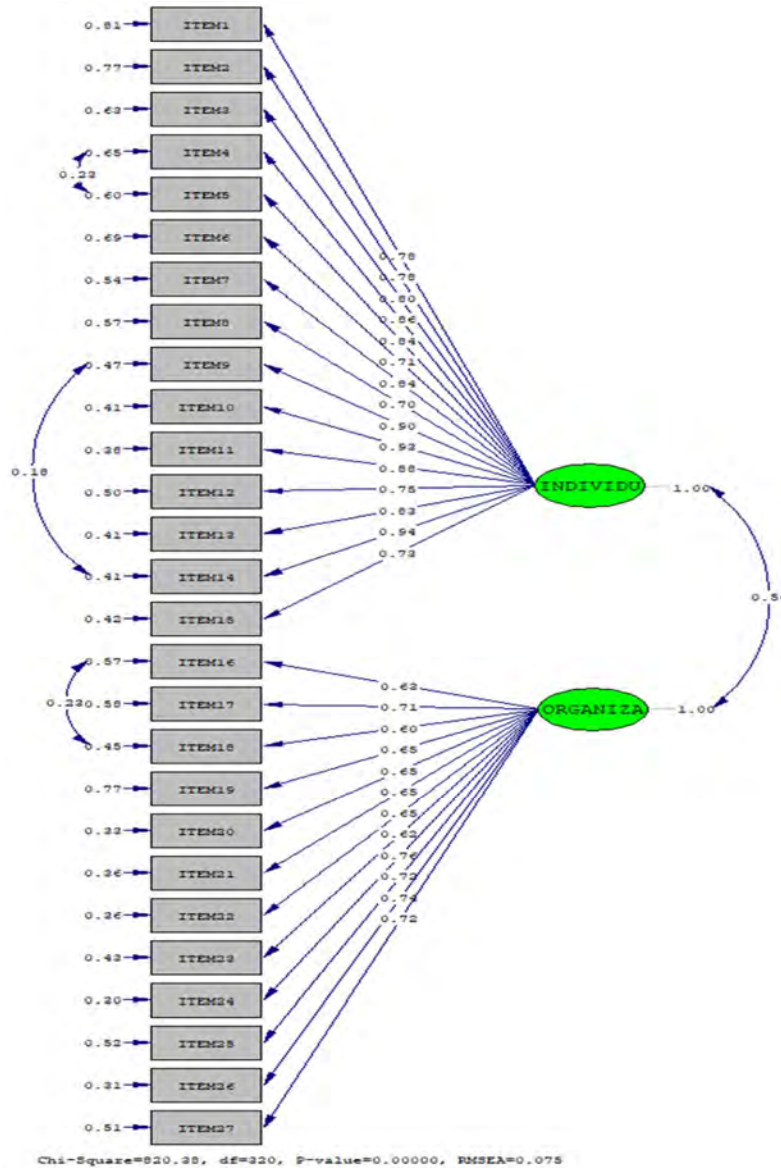 0.81 ITEM1
0.77 ITEM2
0.63 ITEM3
0.65 ITEM4
0.23
0.60 ITEM5
0.69 ITEM6
0.54 ITEM7
0.57 ITEM8
0.47 ITEM9
0.41 ITEM10
ITEM11
0.18
0.50 ITEM12
0.41 ITEM13
0.41 ITEM14
0.42 ITEM15
0.57 ITEM16
0.23 0.58 ITEM17
0.45 ITEM18
0.77 ITEM19
ITEM20
0.36 ITEM21
0.36 ITEM22
ITEM23
ITEM24
0.52 ITEM25
ITEM26
0.51 ITEM27
0.78
0.78
0.80
0.86
0.84
0.71
0.84
0.70
0.90
0.88
0.75
0.83
0.94
0.73
INDIVIDU 1.00
ORGANIZA 1.00
0.71
0.60
0.65
0.65
0.65
0.65
0.62
0.76
0.74
0.72
Chi-Square=820.38, df=320, P-value=0.00000, RMSEA=0.075